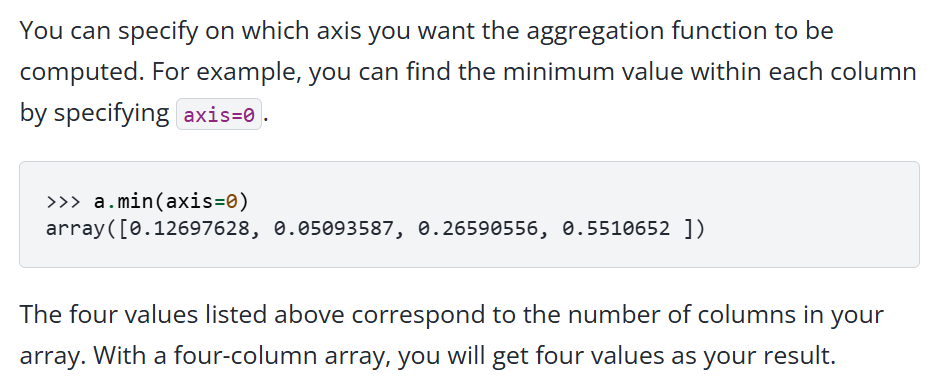 You can specify on which axis you want the aggregation function to be
computed. For example, you can find the minimum value within each column
by specifying axis=0.
>>> a.min(axis=0)
array([0.12697628, 0.05093587, 0.26590556, 0.5510652 ])
The four values listed above correspond to the number of columns in your
array. With a four-column array, you will get four values as your result.